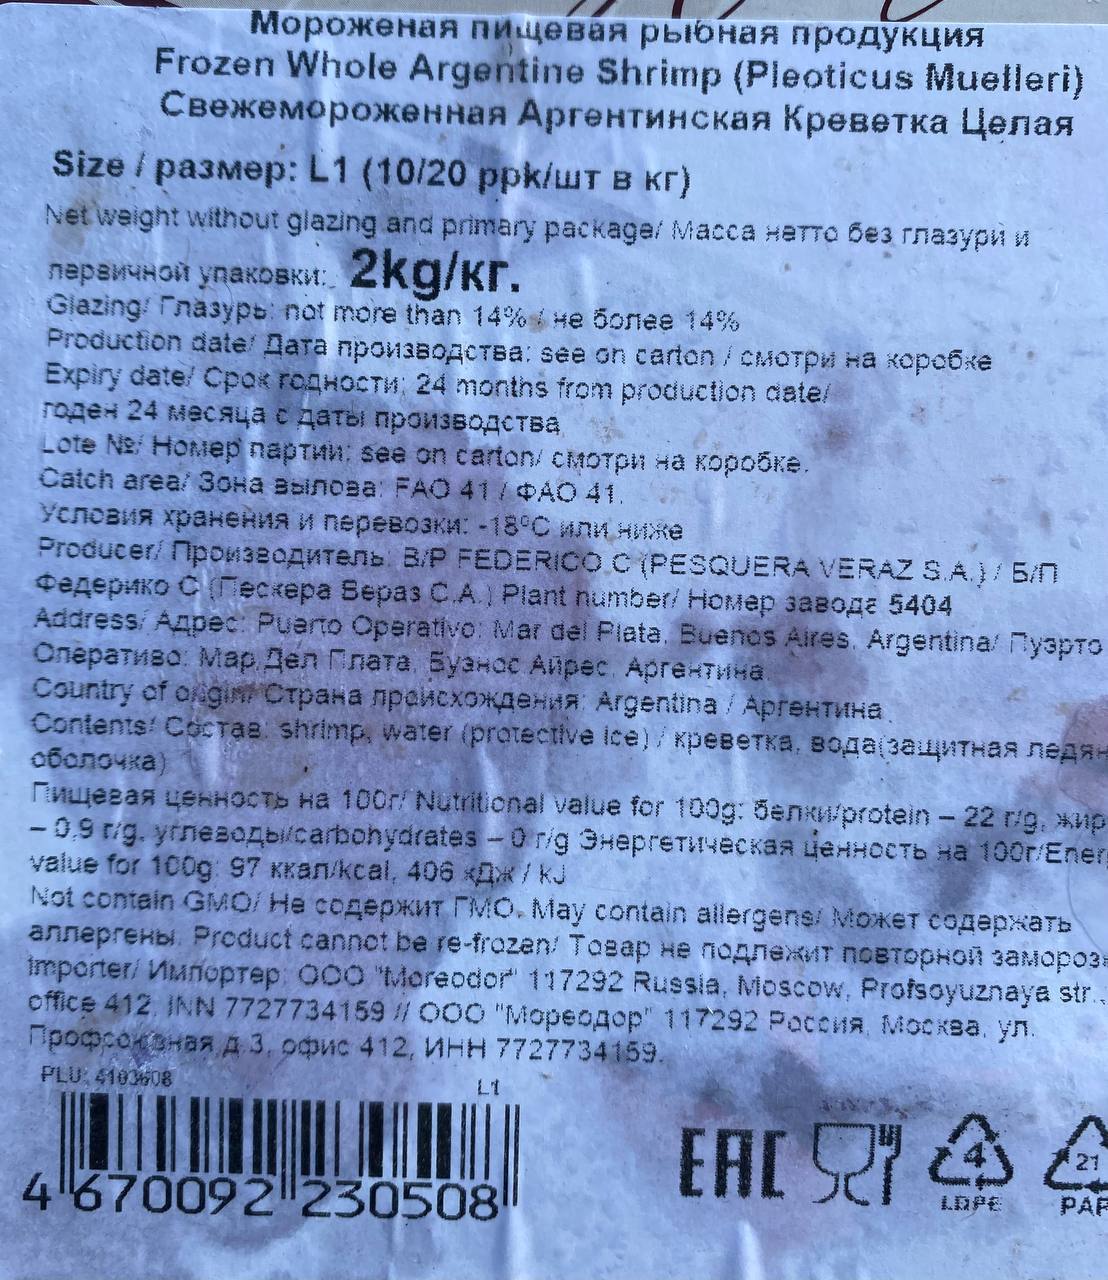 Мороженая пищевая рыбная продукция
Frozen Whole Argentine Shrimp (Pleoticus Muelleri)
Свежемороженная Аргентинская Креветка Целая
Size / размер: L1 (10/20 ppk/шт в кг)
Net weight without glazing and primary package/ Масса нетто без глазури и
первичной упаковки: 2kg/кг.
Glazing/ Глазурь: not more than 14% / не более 14%
Production date/ Дата производства: see on carton / смотри на коробке
Expiry date/ Срок годности: 24 months from production date/
годен 24 месяца с даты производства
Lote №/ Номер партии: see on carton/ смотри на коробке.
Catch area/ Зона вылова: FAO 41 / ФАО 41.
Условия хранения и перевозки: -18°C или ниже
Producer/ Производитель: B/P FEDERICO C (PESQUERA VERAZ S.A.) / Б/П
Федерико С (Пескера Вераз С.А.) Plant number/ Номер завода 5404
Address/ Адрес: Puerto Operativo: Mar del Plata, Buenos Aires, Argentina/ Пуэрто
Оперативо: Мар Дел Плата, Буэнос Айрес, Аргентина
Country of origin/ Страна происхождения: Argentina / Аргентина
Contents/ Состав: shrimp, water (protective ice) / креветка, вода(защитная ледян
оболочка)
Пищевая ценность на 100г/ Nutritional value for 100g: белки/protein – 22 г/g, жир
– 0,9 г/g, углеводы/carbohydrates – 0 г/g Энергетическая ценность на 100г/Ener
value for 100g: 97 ккал/kcal, 406 кДж / kJ
Not contain GMO/ Не содержит ГМО. May contain allergens/ Может содержать
аллергены. Product cannot be re-frozen/ Товар не подлежит повторной замороз
Importer/ Импортер: ООО "Moreodor" 117292 Russia, Moscow, Profsoyuznaya str.,
office 412, INN 7727734159 // ООО "Мореодор" 117292 Россия, Москва, ул.
Профсоюзная,д.3, офис 412, ИНН 7727734159.
PLU: 4103608 L1
4 670092 230508
EAC 4 21
LDPE PAP